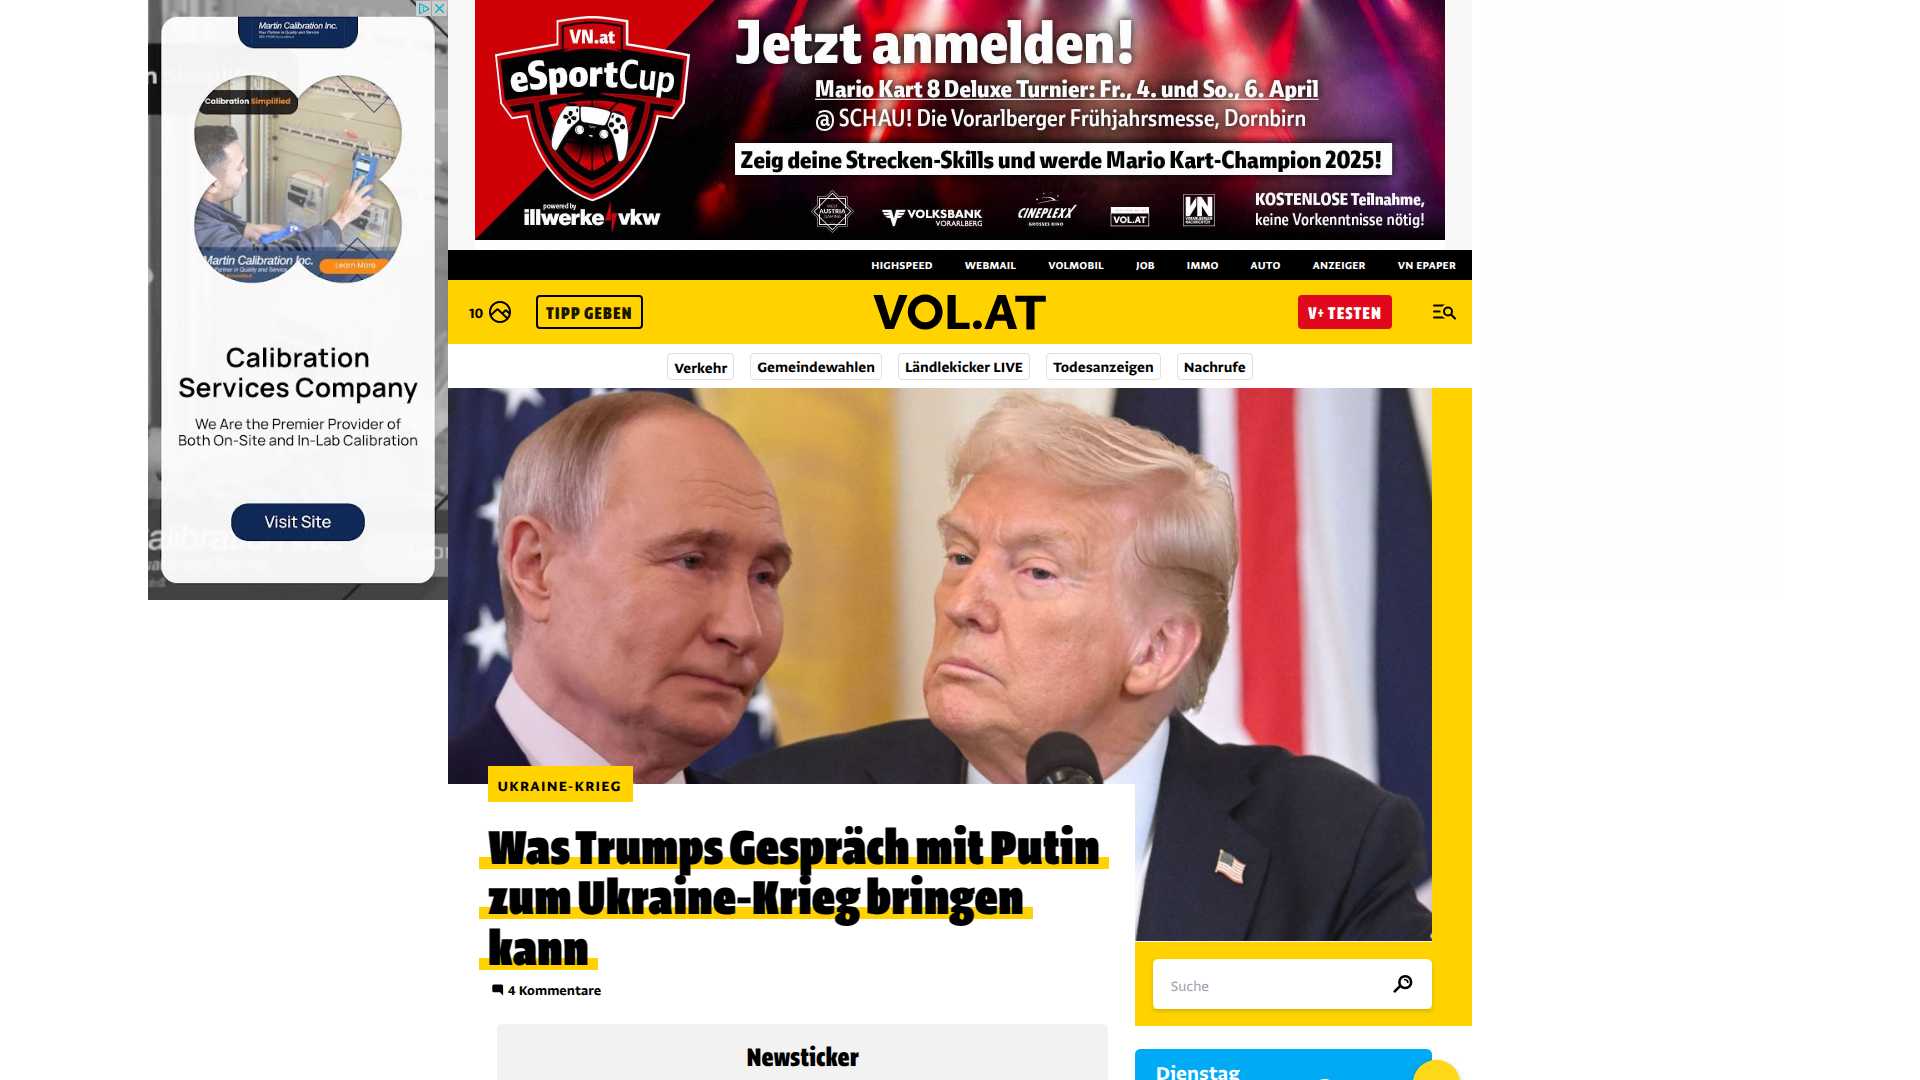 Martin Calibration Inc.
Calibration Simplified
Martin Calibration Inc.
Learn More
Calibration
Services Company
We Are the Premier Provider of
Both On-Site and In-Lab Calibration
Visit Site
VN.at
eSportCup
powered by
illwerke vkw
Jetzt anmelden!
Mario Kart 8 Deluxe Turnier: Fr., 4. und So., 6. April
@ SCHAU! Die Vorarlberger Frühjahrsmesse, Dornbirn
Zeig deine Strecken-Skills und werde Mario Kart-Champion 2025!
AUSTRIA
VOLKSBANK
VORARLBERG
CINEPLEXX
VOL.AT
VN
KOSTENLOSE Teilnahme,
keine Vorkenntnisse nötig!
HIGHSPEED WEBMAIL VOLMOBIL JOB IMMO AUTO ANZEIGER VN EPAPER
10 TIPP GEBEN VOL.AT V+ TESTEN
Verkehr Gemeindewahlen Ländlekicker LIVE Todesanzeigen Nachrufe
UKRAINE-KRIEG
Was Trumps Gespräch mit Putin
zum Ukraine-Krieg bringen
kann
4 Kommentare
Suche
Newsticker
Dienstag